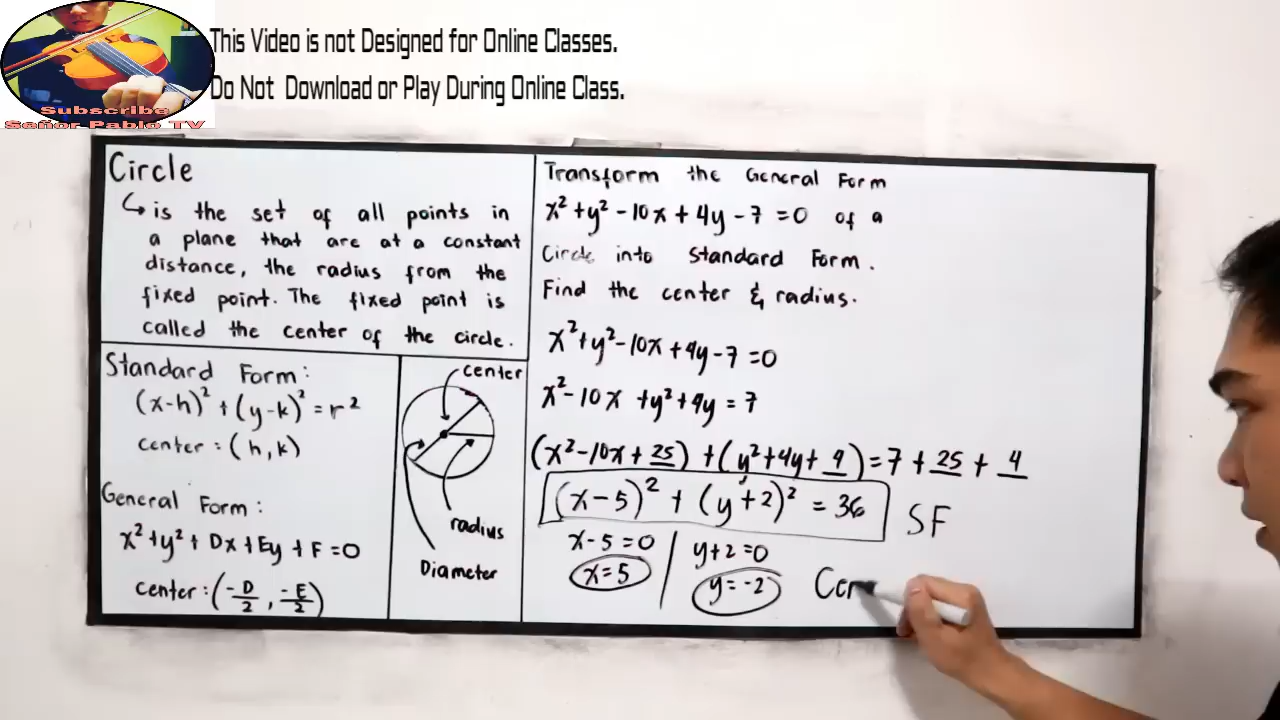 This Video is not Designed for Online Classes.
Do Not Download or Play During Online Class.
Subscribe
Señor Pablo TV
Circle
↳ is the set of all points in
a plane that are at a constant
distance, the radius from the
fixed point. The fixed point is
called the center of the circle.
Standard Form:
(x-h)² + (y-k)² = r²
center : (h,k)
General Form:
x² + y² + Dx + Ey + F = 0
center : (-D/2 , -E/2)
center
radius
Diameter
Transform the General Form
x² + y² - 10x + 4y - 7 = 0 of a
Circle into Standard Form.
Find the center & radius.
x² + y² - 10x + 4y - 7 = 0
x² - 10x + y² + 4y = 7
(x² - 10x + 25) + (y² + 4y + 4) = 7 + 25 + 4
(x - 5)² + (y + 2)² = 36 SF
x - 5 = 0
x = 5
y + 2 = 0
y = -2
Cen